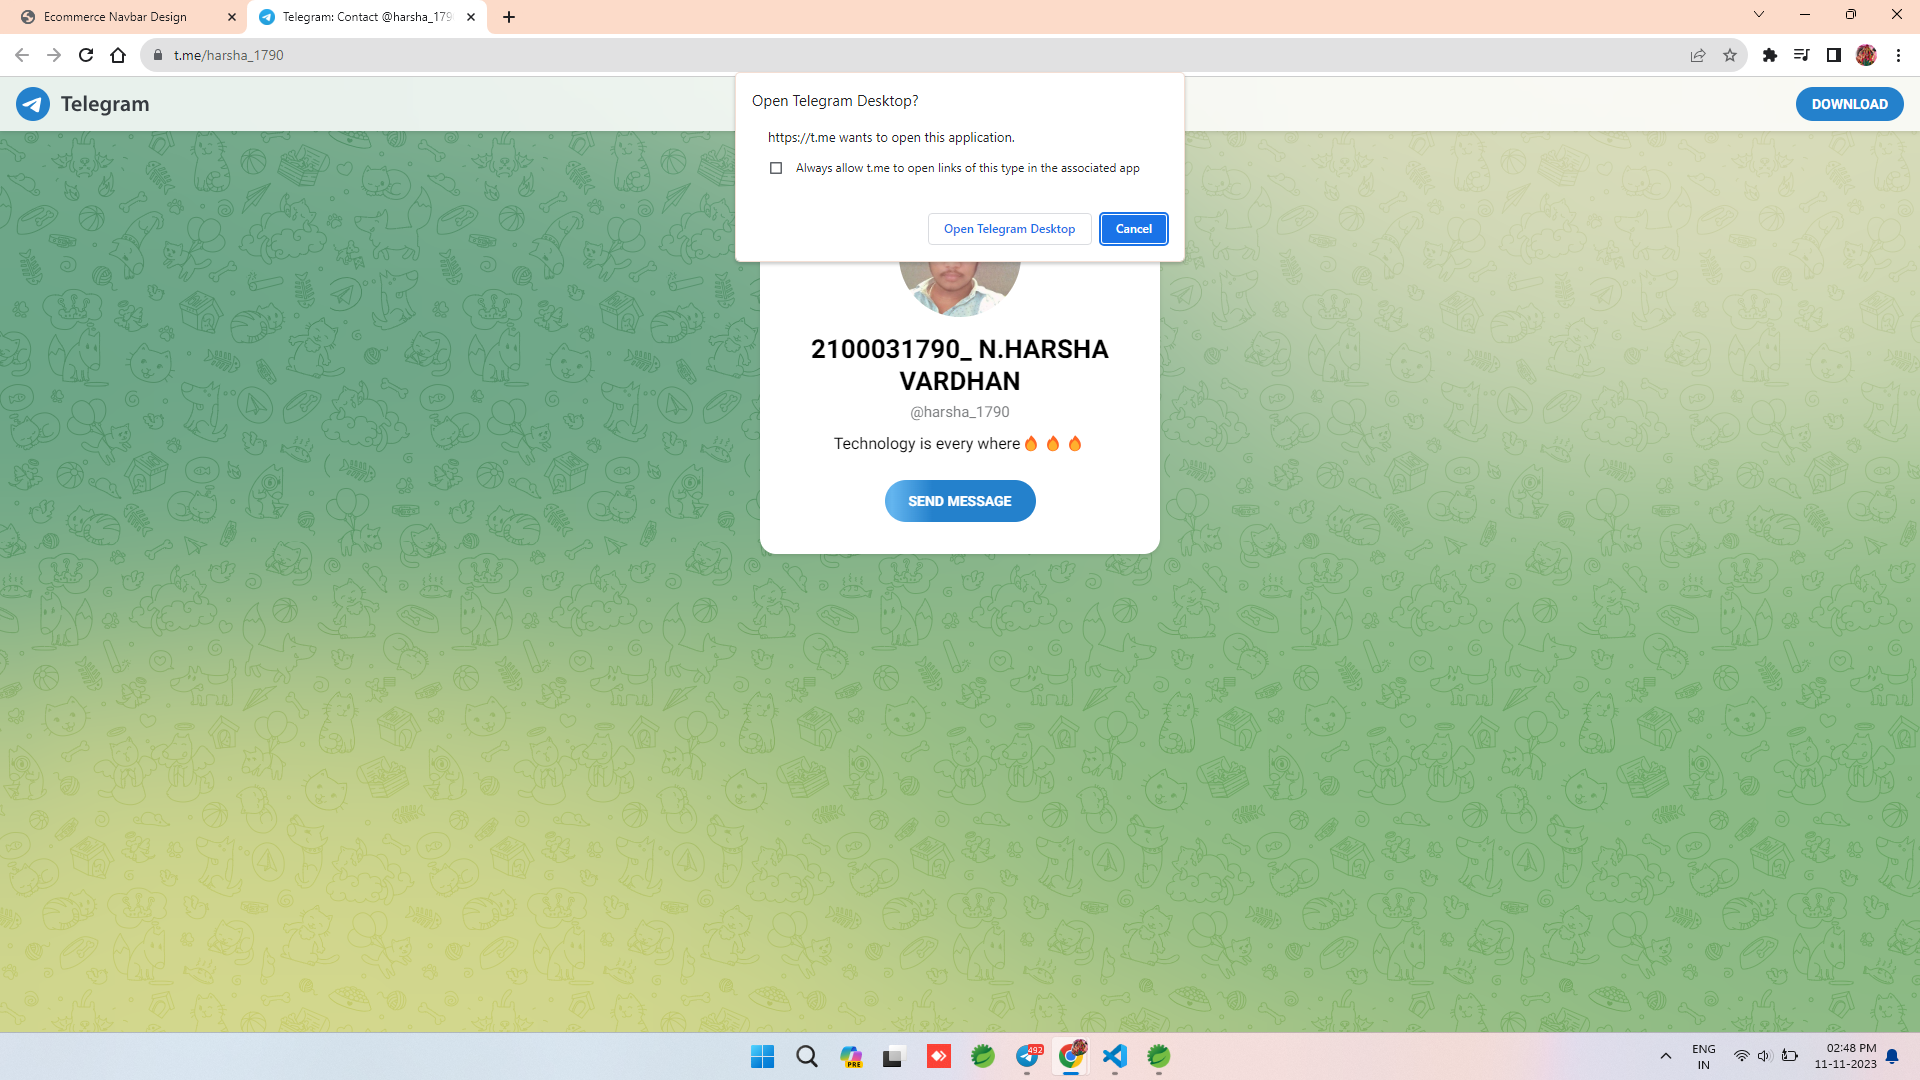 Ecommerce Navbar Design
Telegram: Contact @harsha_179
t.me/harsha_1790
Telegram
DOWNLOAD
Open Telegram Desktop?
https://t.me wants to open this application.
Always allow t.me to open links of this type in the associated app
Open Telegram Desktop
Cancel
2100031790_ N.HARSHA
VARDHAN
@harsha_1790
Technology is every where🔥 🔥 🔥
SEND MESSAGE
PRE
492
ENG
IN
02:48 PM
11-11-2023